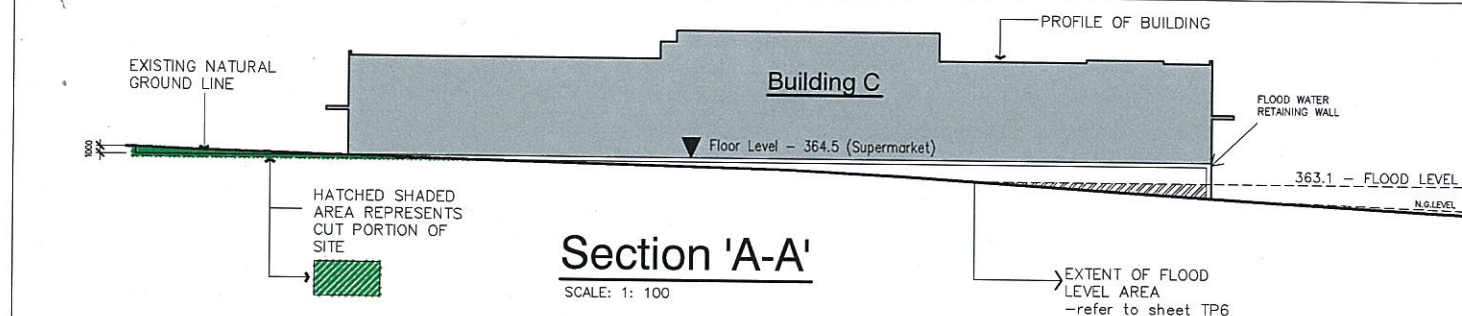 PROFILE OF BUILDING
EXISTING NATURAL
GROUND LINE
Building C
FLOOD WATER
RETAINING WALL
1000
Floor Level - 364.5 (Supermarket)
363.1 - FLOOD LEVEL
N.G.LEVEL
HATCHED SHADED
AREA REPRESENTS
CUT PORTION OF
SITE
Section 'A-A'
SCALE: 1: 100
EXTENT OF FLOOD
LEVEL AREA
-refer to sheet TP6